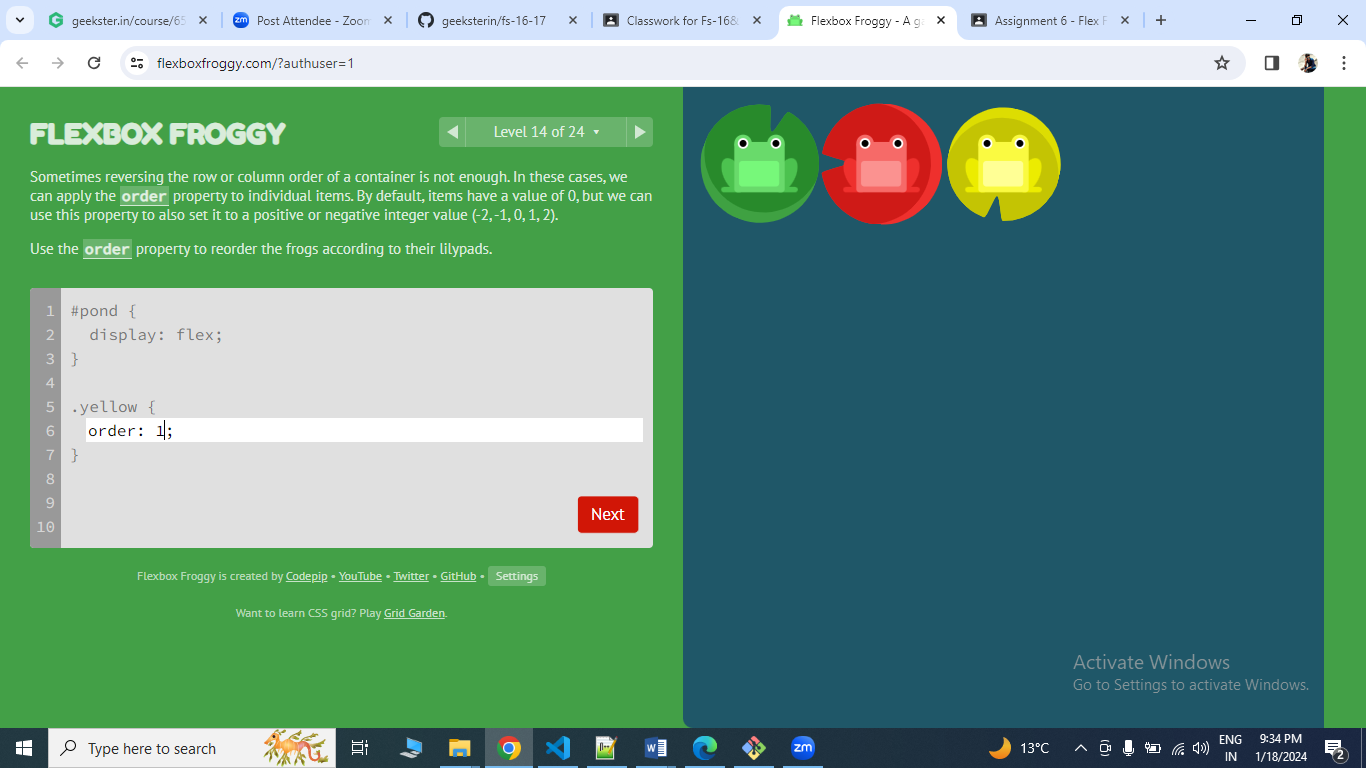 geekster.in/course/65
Post Attendee - Zoom
geeksterin/fs-16-17
Classwork for Fs-16&
Flexbox Froggy - A ga
Assignment 6 - Flex F
flexboxfroggy.com/?authuser=1
FLEXBOX FROGGY
Level 14 of 24
Sometimes reversing the row or column order of a container is not enough. In these cases, we
can apply the order property to individual items. By default, items have a value of 0, but we can
use this property to also set it to a positive or negative integer value (-2, -1, 0, 1, 2).
Use the order property to reorder the frogs according to their lilypads.
1 #pond {
2 display: flex;
3 }
4
5 .yellow {
6 order: 1;
7 }
8
9
10
Next
Flexbox Froggy is created by Codepip • YouTube • Twitter • GitHub • Settings
Want to learn CSS grid? Play Grid Garden.
Activate Windows
Go to Settings to activate Windows.
Type here to search
zm
13°C
ENG
IN
9:34 PM
1/18/2024
2